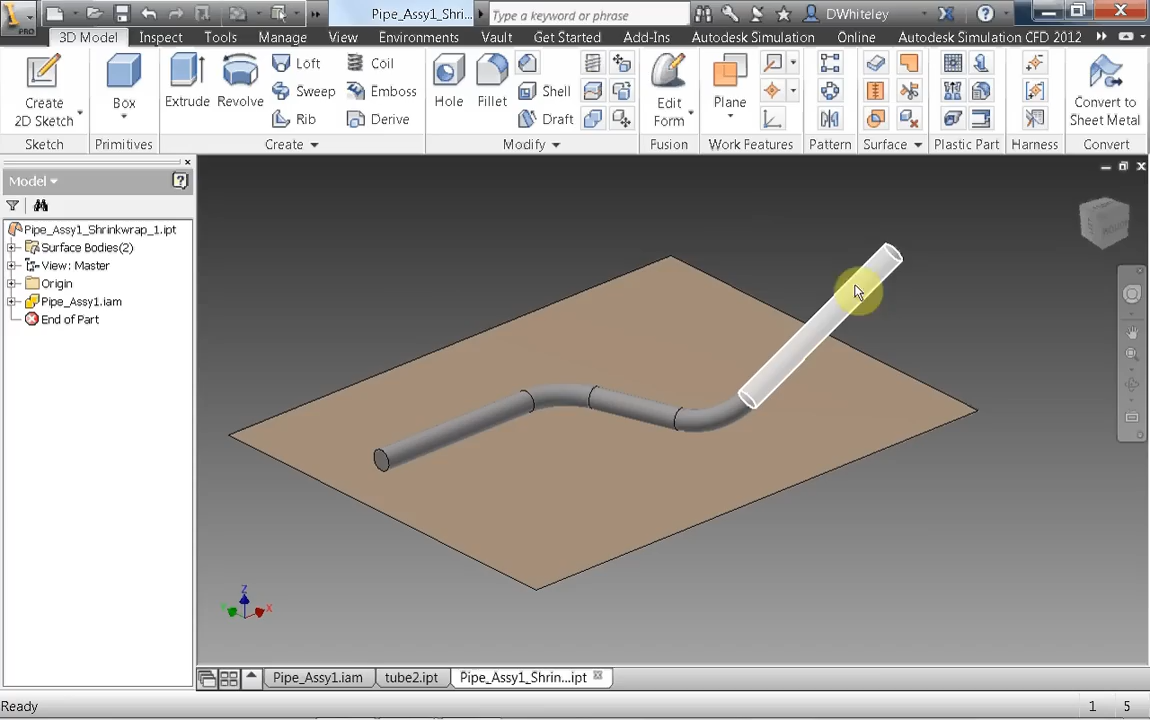 PRO
Pipe_Assy1_Shri...
Type a keyword or phrase
DWhiteley
3D Model Inspect Tools Manage View Environments Vault Get Started Add-Ins Autodesk Simulation Online Autodesk Simulation CFD 2012
Create 2D Sketch
Box
Extrude
Revolve
Loft
Sweep
Rib
Coil
Emboss
Derive
Hole
Fillet
Shell
Draft
Edit Form
Plane
Convert to Sheet Metal
Sketch Primitives Create Modify Fusion Work Features Pattern Surface Plastic Part Harness Convert
Model
Pipe_Assy1_Shrinkwrap_1.ipt
Surface Bodies(2)
View: Master
Origin
Pipe_Assy1.iam
End of Part
Z
X
Pipe_Assy1.iam tube2.ipt Pipe_Assy1_Shrin...ipt
Ready
1 5